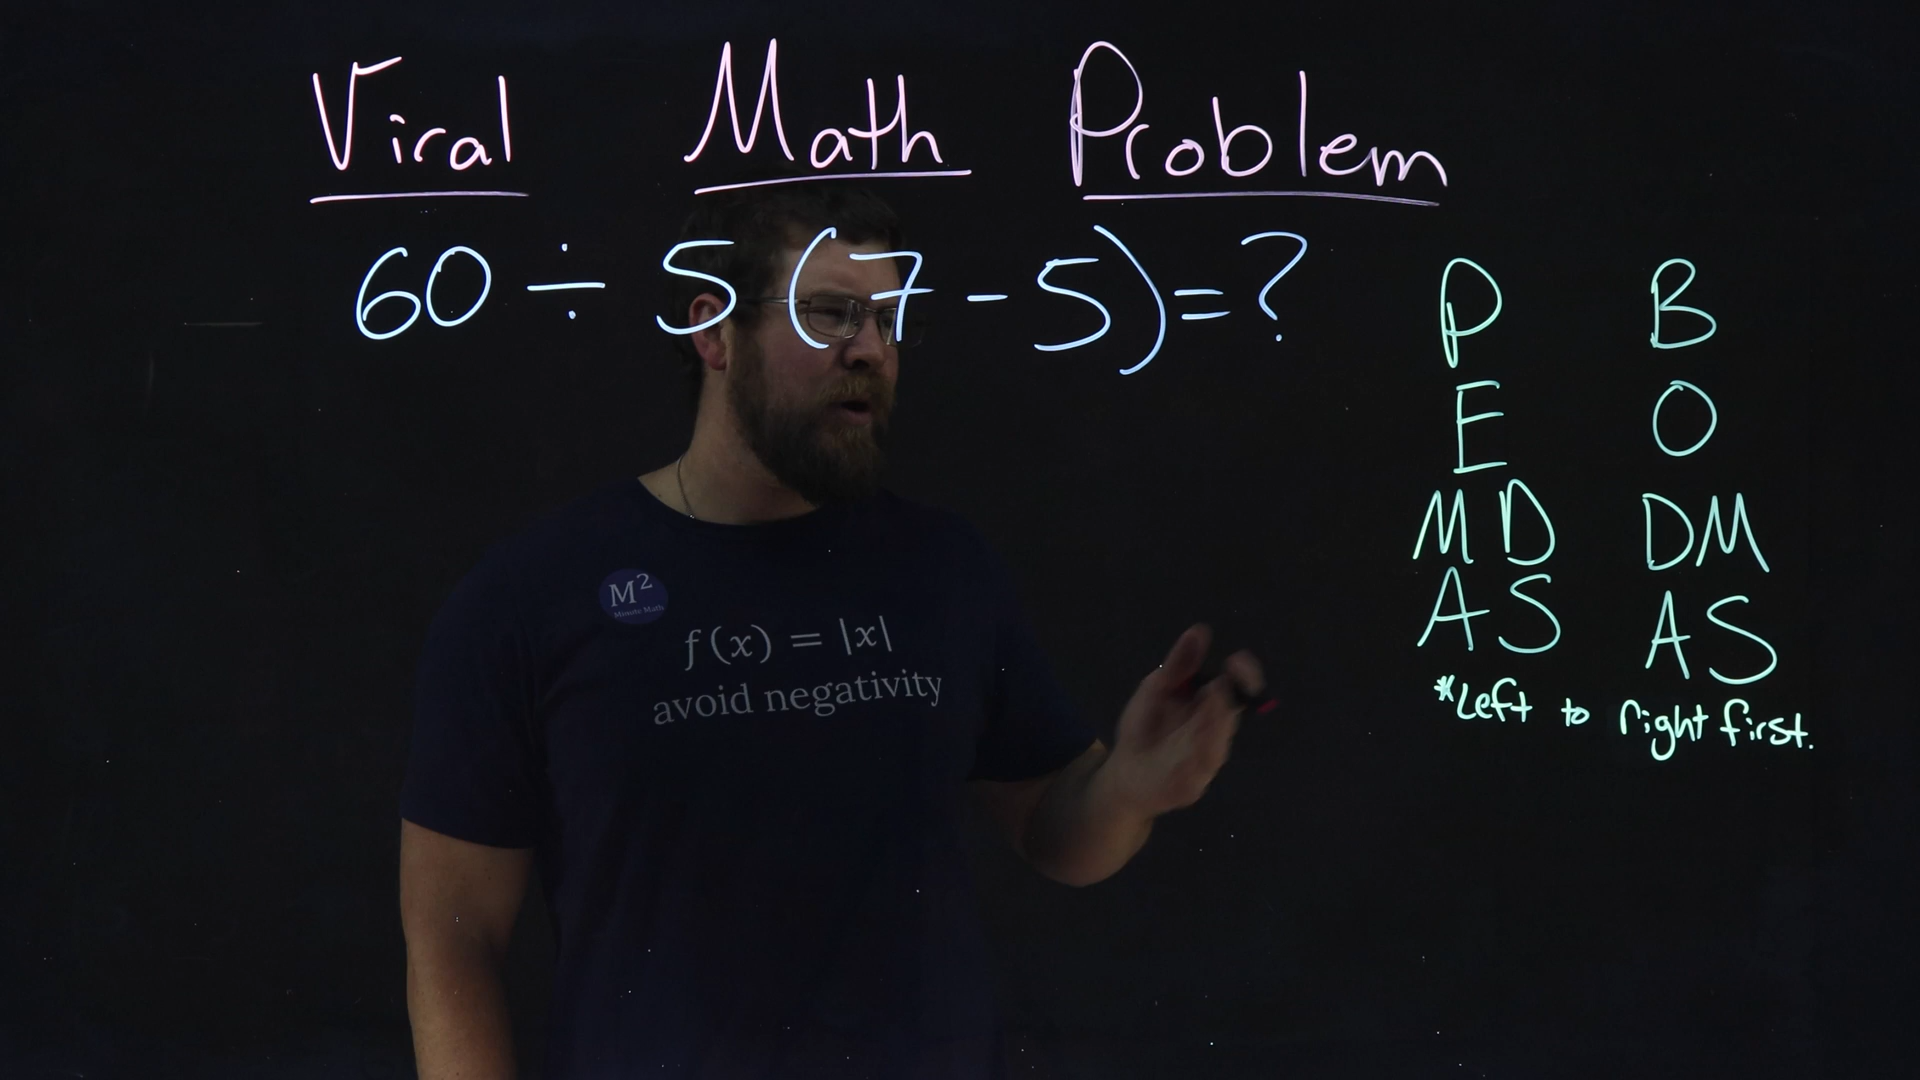 Viral Math Problem
60 ÷ 5(7-5)=?
P B
E O
MD DM
AS AS
*Left to right first.
M²
Minute Math
f(x) = |x|
avoid negativity